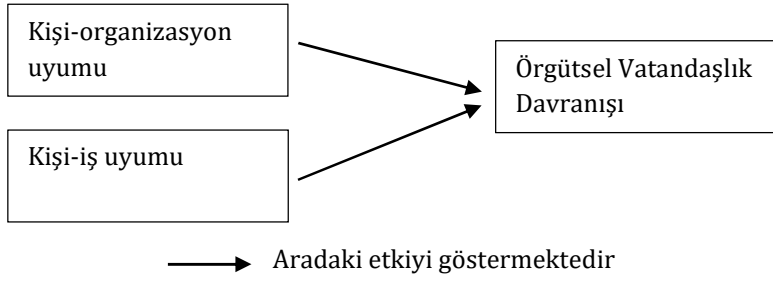 Kişi-organizasyon
uyumu
Örgütsel Vatandaşlık
Davranışı
Kişi-iş uyumu
Aradaki etkiyi göstermektedir